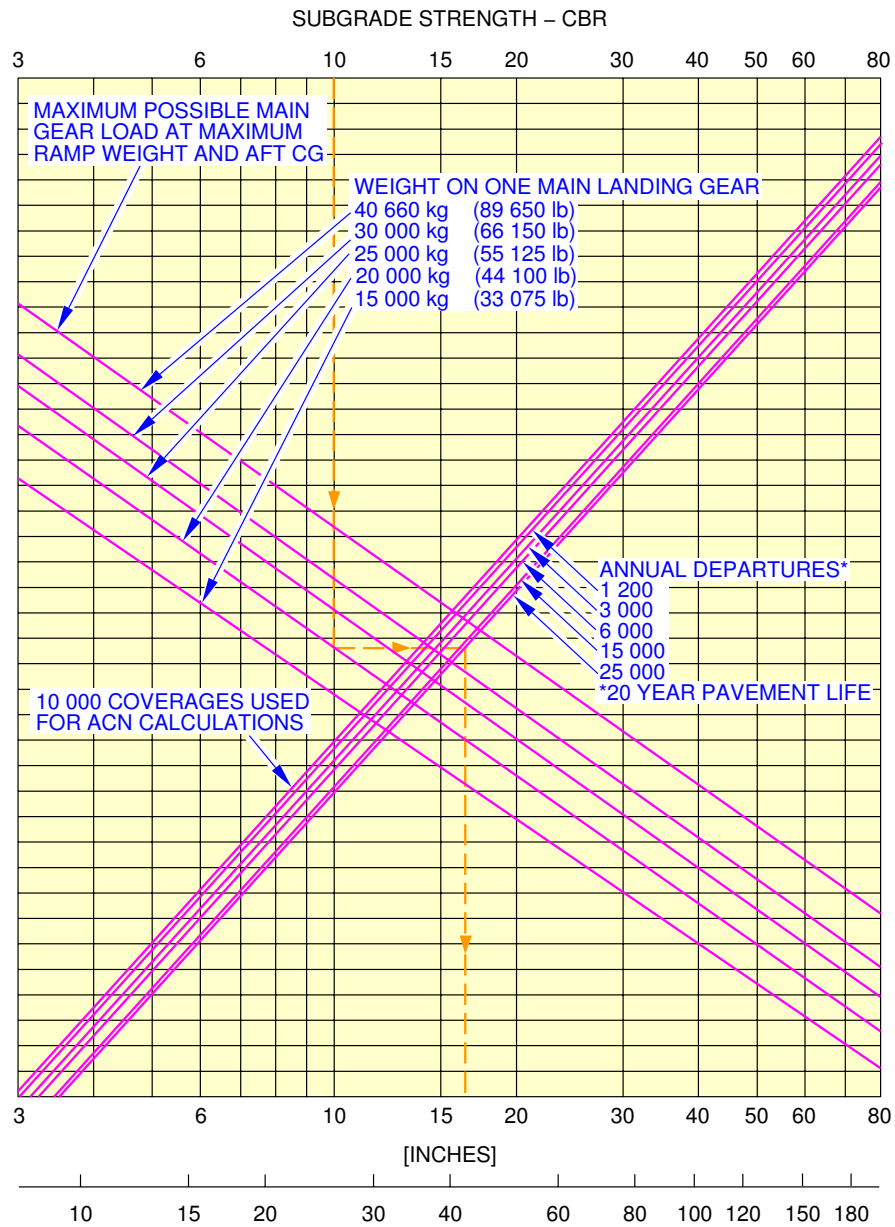 SUBGRADE STRENGTH – CBR
3 6 10 15 20 30 40 50 60 80
MAXIMUM POSSIBLE MAIN
GEAR LOAD AT MAXIMUM
RAMP WEIGHT AND AFT CG
WEIGHT ON ONE MAIN LANDING GEAR
40 660 kg (89 650 lb)
30 000 kg (66 150 lb)
25 000 kg (55 125 lb)
20 000 kg (44 100 lb)
15 000 kg (33 075 lb)
ANNUAL DEPARTURES*
1 200
3 000
6 000
15 000
25 000
*20 YEAR PAVEMENT LIFE
10 000 COVERAGES USED
FOR ACN CALCULATIONS
3 6 10 15 20 30 40 50 60 80
[INCHES]
10 15 20 30 40 60 80 100 120 150 180